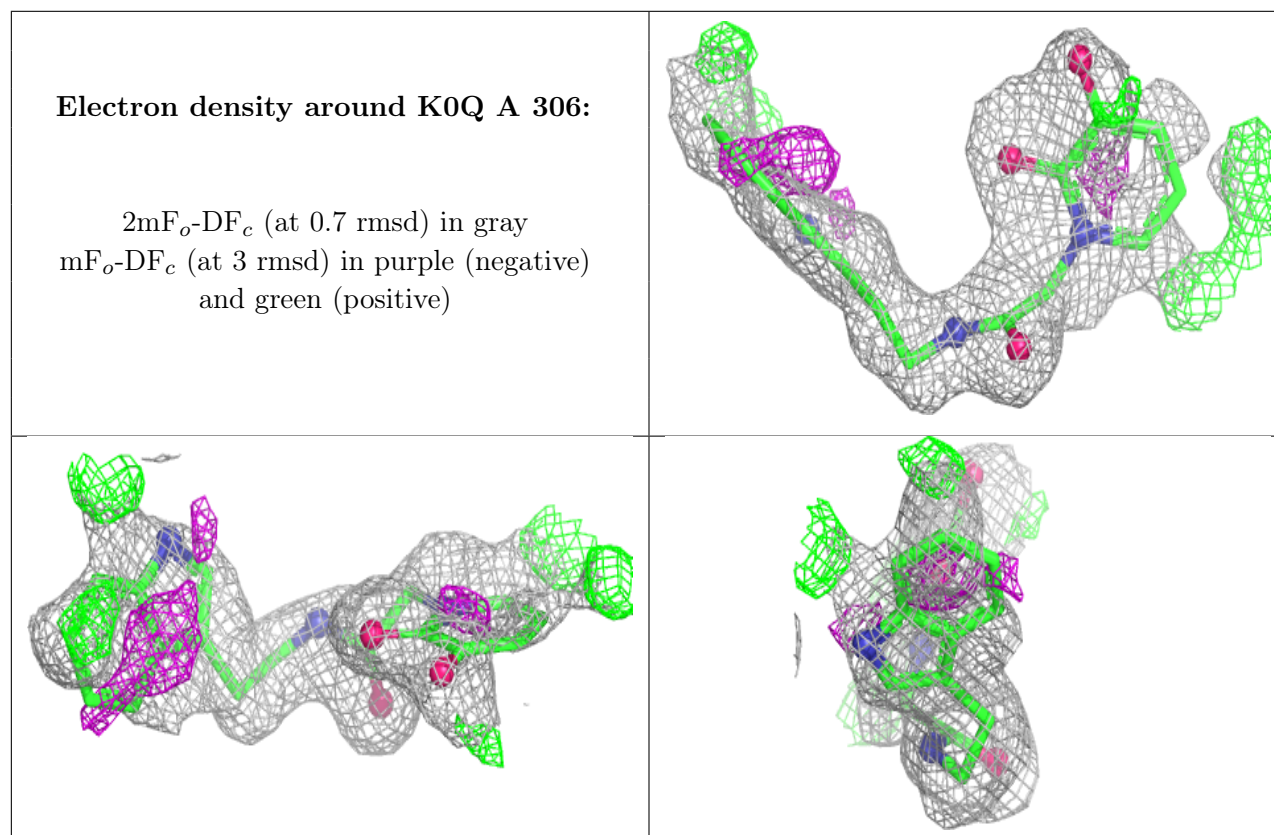 Electron density around K0Q A 306:
2mFₒ-DF𝒸 (at 0.7 rmsd) in gray
mFₒ-DF𝒸 (at 3 rmsd) in purple (negative)
and green (positive)